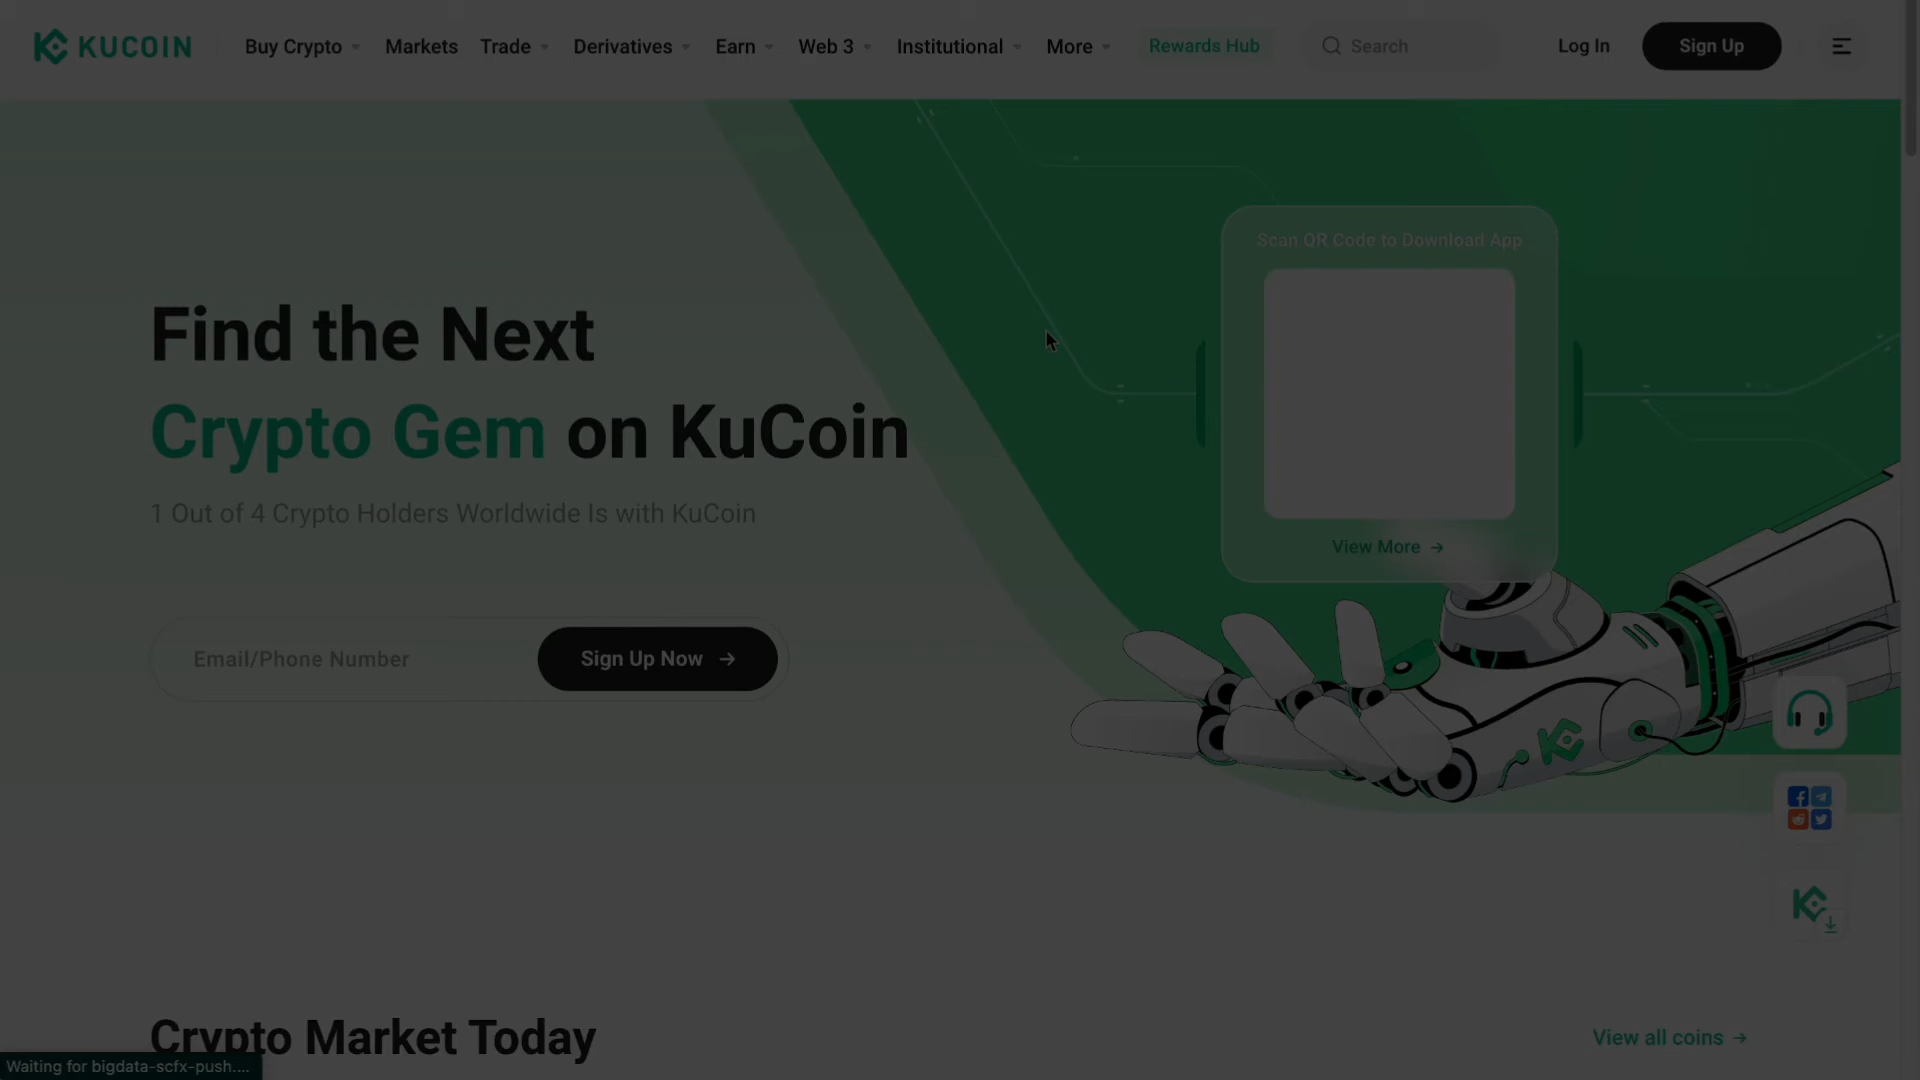 KUCOIN
Buy Crypto
Markets
Trade
Derivatives
Earn
Web 3
Institutional
More
Rewards Hub
Search
Log In
Sign Up
Scan QR Code to Download App
Find the Next
Crypto Gem on KuCoin
1 Out of 4 Crypto Holders Worldwide Is with KuCoin
View More
Email/Phone Number
Sign Up Now
Crypto Market Today
View all coins
Waiting for bigdata-scfx-push....